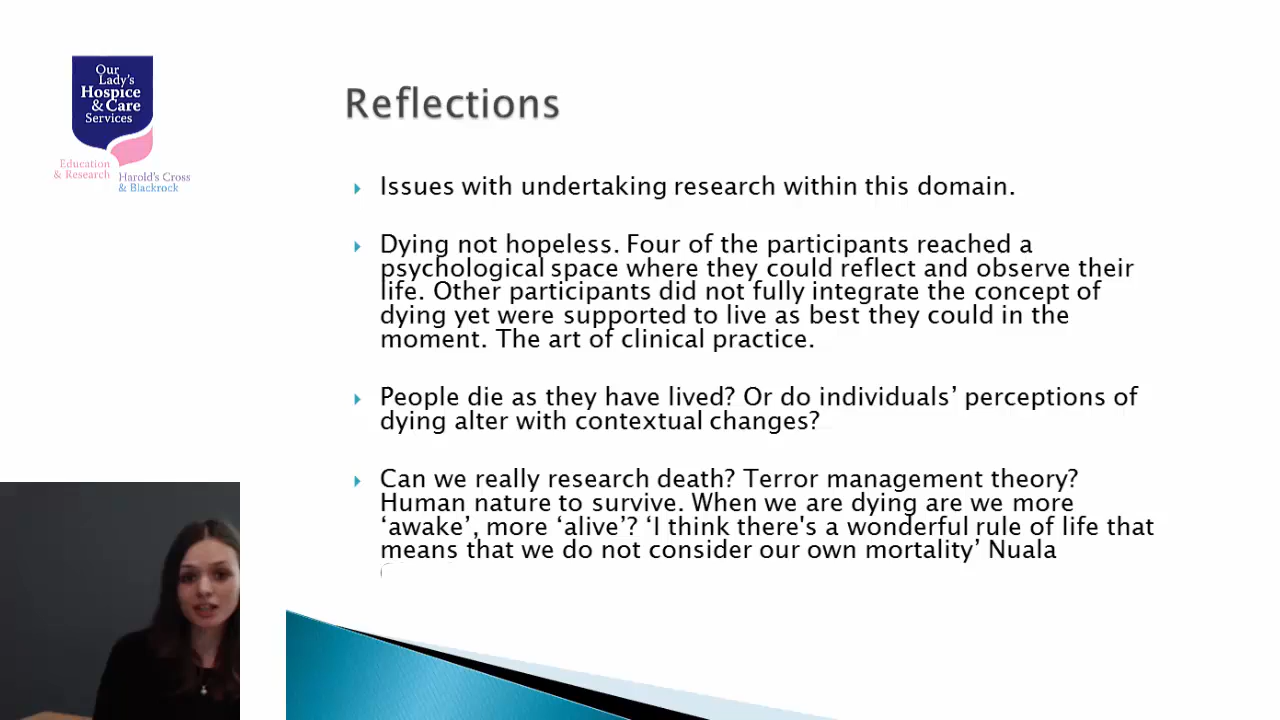 Our
Lady's
Hospice
& Care
Services
Education
& Research
Harold's Cross
& Blackrock
Reflections
Issues with undertaking research within this domain.
Dying not hopeless. Four of the participants reached a
psychological space where they could reflect and observe their
life. Other participants did not fully integrate the concept of
dying yet were supported to live as best they could in the
moment. The art of clinical practice.
People die as they have lived? Or do individuals’ perceptions of
dying alter with contextual changes?
Can we really research death? Terror management theory?
Human nature to survive. When we are dying are we more
‘awake’, more ‘alive’? ‘I think there's a wonderful rule of life that
means that we do not consider our own mortality’ Nuala